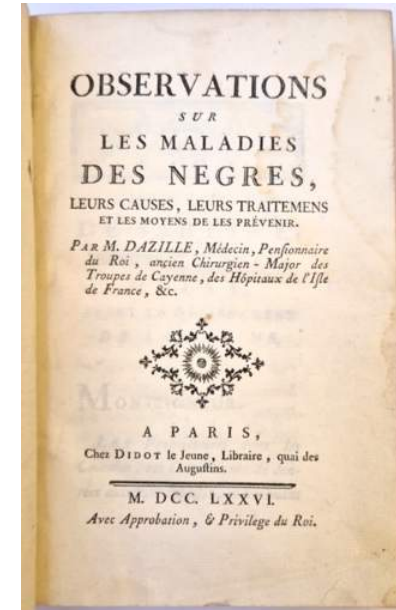 OBSERVATIONS
SUR
LES MALADIES
DES NEGRES,
LEURS CAUSES, LEURS TRAITEMENS
ET LES MOYENS DE LES PRÉVENIR.
PAR M. DAZILLE, Médecin, Penſionnaire
du Roi, ancien Chirurgien-Major des
Troupes de Cayenne, des Hôpitaux de l'Iſle
de France, &c.
A PARIS,
Chez DIDOT le Jeune, Libraire, quai des
Auguſtins.
M. DCC. LXXVI.
Avec Approbation, & Privilege du Roi.